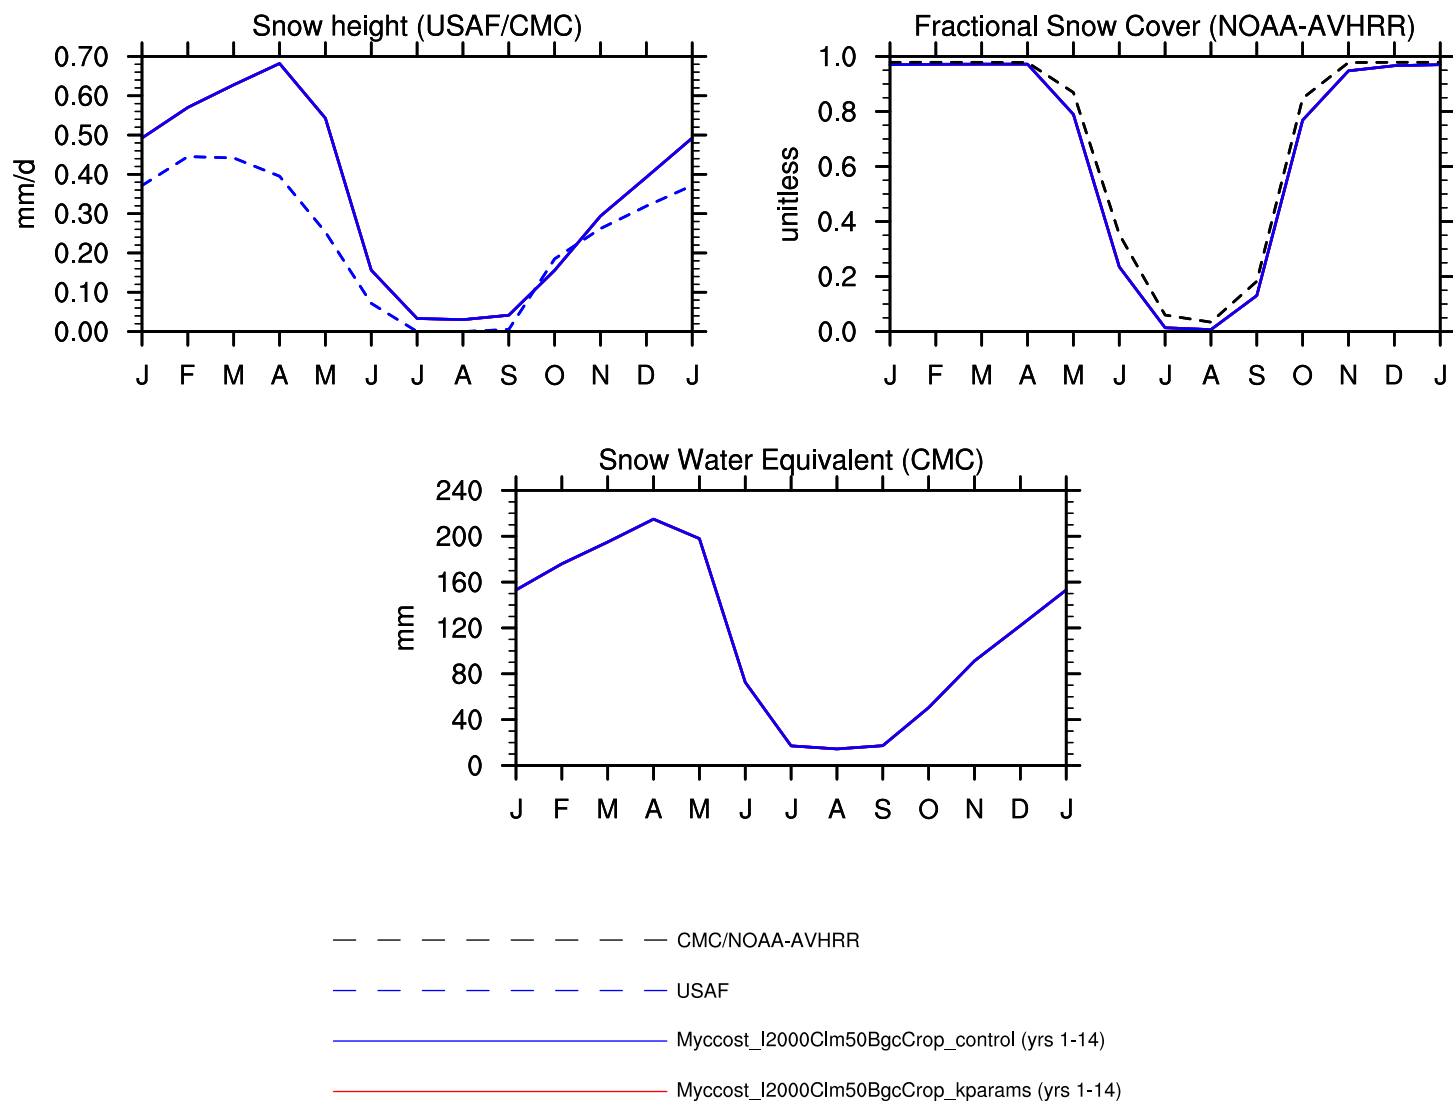 Snow height (USAF/CMC)
0.70
0.60
0.50
0.40
0.30
0.20
0.10
0.00
mm/d
J F M A M J J A S O N D J
Fractional Snow Cover (NOAA-AVHRR)
1.0
0.8
0.6
0.4
0.2
0.0
unitless
J F M A M J J A S O N D J
Snow Water Equivalent (CMC)
240
200
160
120
80
40
0
mm
J F M A M J J A S O N D J
CMC/NOAA-AVHRR
USAF
Myccost_I2000Clm50BgcCrop_control (yrs 1-14)
Myccost_I2000Clm50BgcCrop_kparams (yrs 1-14)